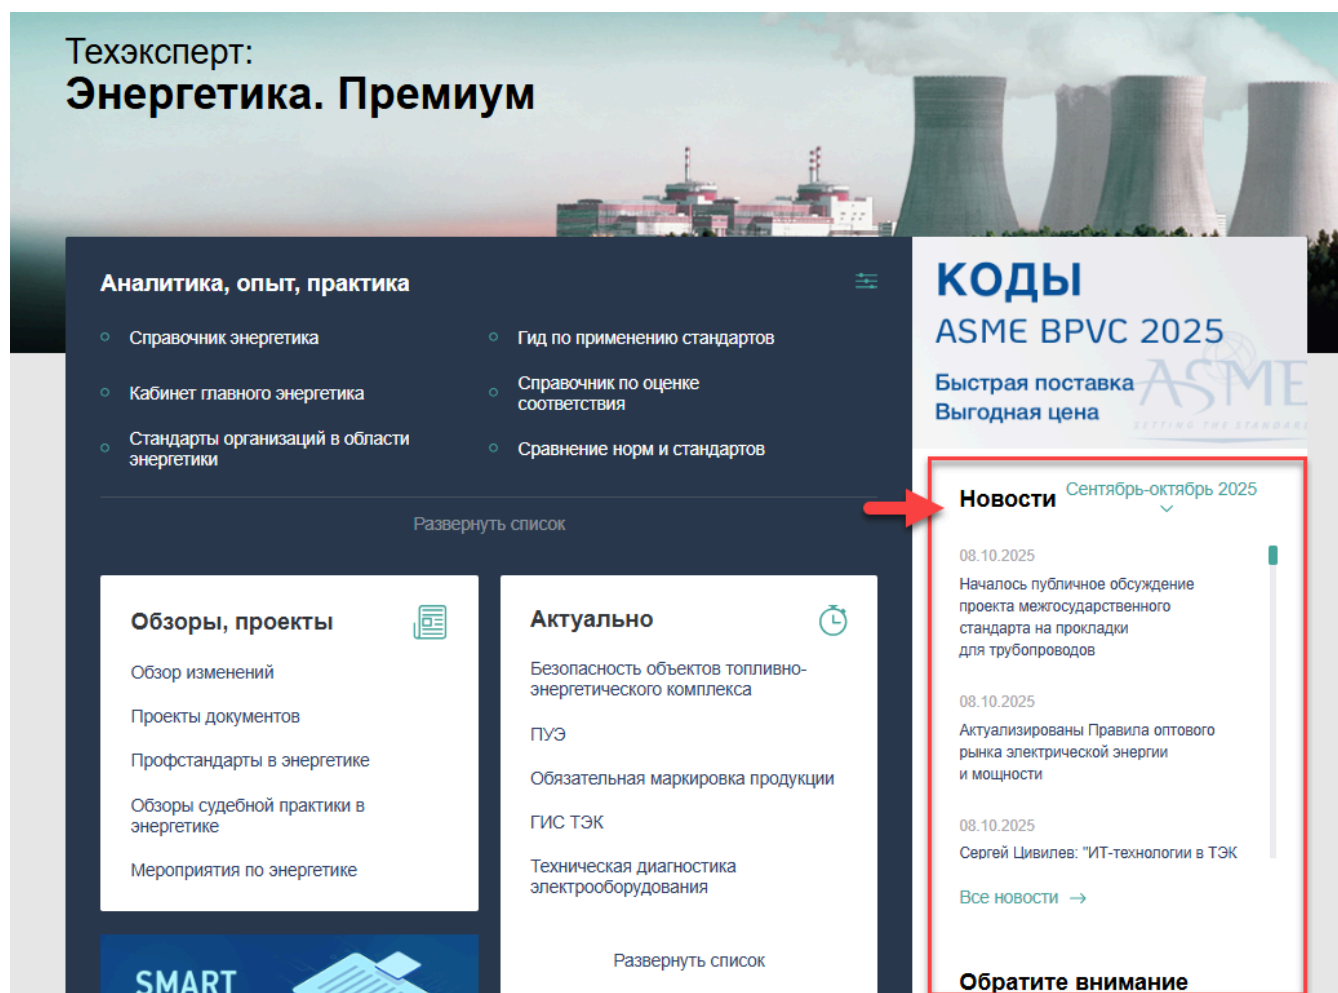 Техэксперт:
Энергетика. Премиум
Аналитика, опыт, практика
Справочник энергетика
Кабинет главного энергетика
Стандарты организаций в области
энергетики
Гид по применению стандартов
Справочник по оценке
соответствия
Сравнение норм и стандартов
Развернуть список
Обзоры, проекты
Обзор изменений
Проекты документов
Профстандарты в энергетике
Обзоры судебной практики в
энергетике
Мероприятия по энергетике
SMART
Актуально
Безопасность объектов топливно-
энергетического комплекса
ПУЭ
Обязательная маркировка продукции
ГИС ТЭК
Техническая диагностика
электрооборудования
Развернуть список
КОДЫ
ASME BPVC 2025
Быстрая поставка
Выгодная цена
ASME
SETTING THE STANDARD
Новости
Сентябрь-октябрь 2025
08.10.2025
Началось публичное обсуждение
проекта межгосударственного
стандарта на прокладки
для трубопроводов
08.10.2025
Актуализированы Правила оптового
рынка электрической энергии
и мощности
08.10.2025
Сергей Цивилев: "ИТ-технологии в ТЭК
Все новости →
Обратите внимание